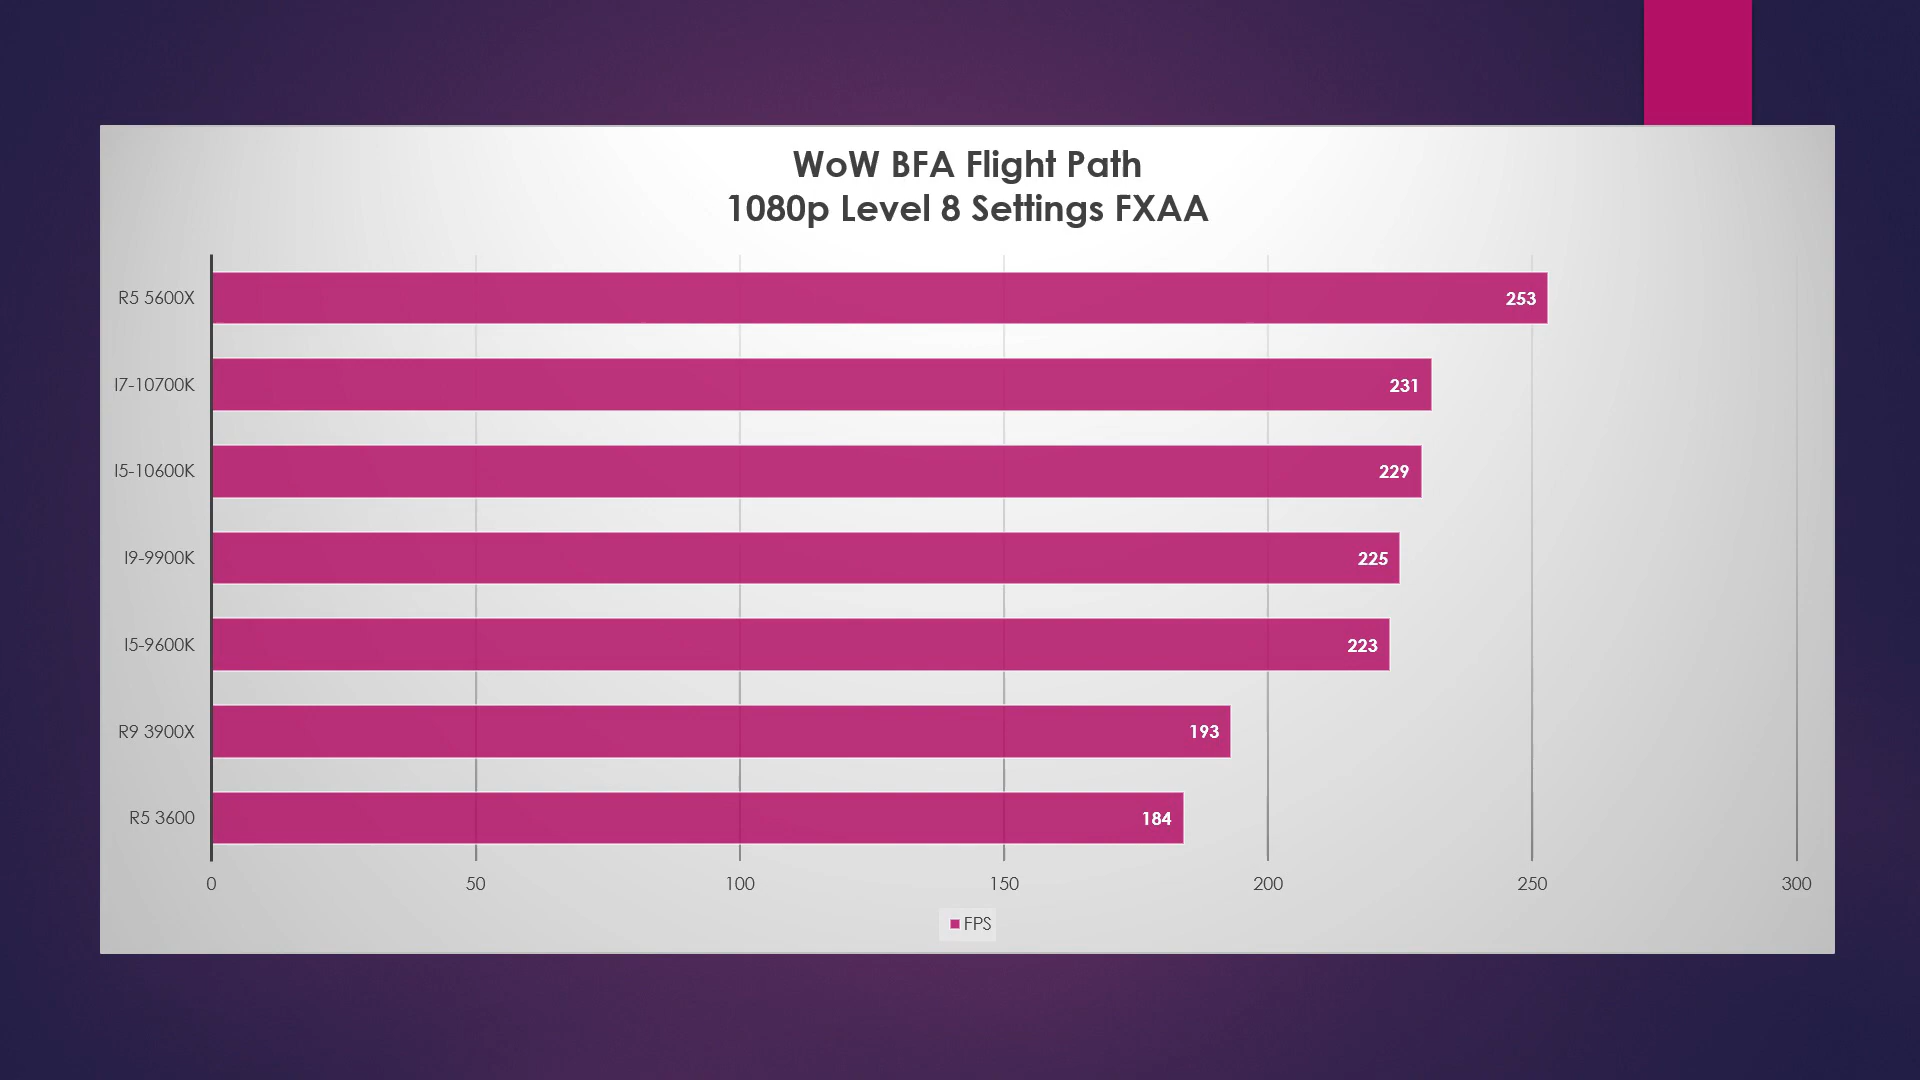 WoW BFA Flight Path
1080p Level 8 Settings FXAA
R5 5600X 253
I7-10700K 231
I5-10600K 229
I9-9900K 225
I5-9600K 223
R9 3900X 193
R5 3600 184
0 50 100 150 200 250 300
FPS